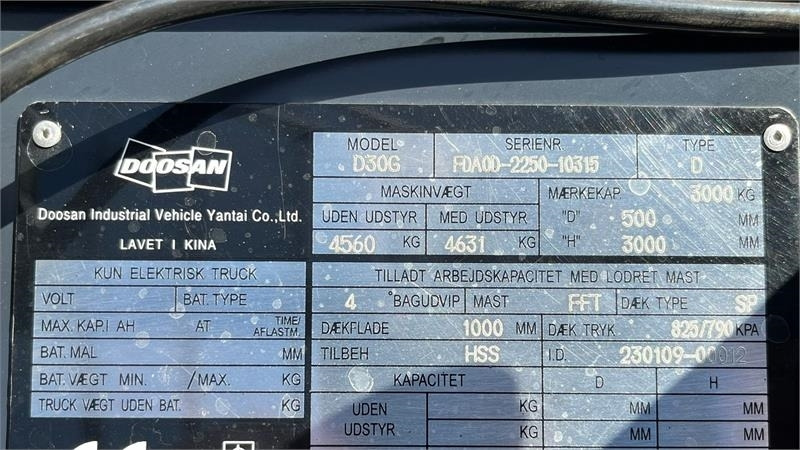 DOOSAN
Doosan Industrial Vehicle Yantai Co.,Ltd.
LAVET I KINA
MODEL SERIENR. TYPE
D30G FDA0D-2250-10315 D
MASKINVÆGT MÆRKEKAP. 3000 KG
UDEN UDSTYR MED UDSTYR "D" 500 MM
4560 KG 4631 KG "H" 3000 MM
KUN ELEKTRISK TRUCK
VOLT BAT. TYPE
MAX. KAP.I AH AT TIME/AFLASTM.
BAT. MAL MM
BAT. VÆGT MIN. /MAX. KG
TRUCK VÆGT UDEN BAT. KG
TILLADT ARBEJDSKAPACITET MED LODRET MAST
4 °BAGUDVIP MAST FFT DÆK TYPE SP
DÆKFLADE 1000 MM DÆK TRYK. 825/790 KPA
TILBEH HSS I.D. 230109-00012
KAPACITET D H
UDEN KG MM MM
UDSTYR KG MM MM